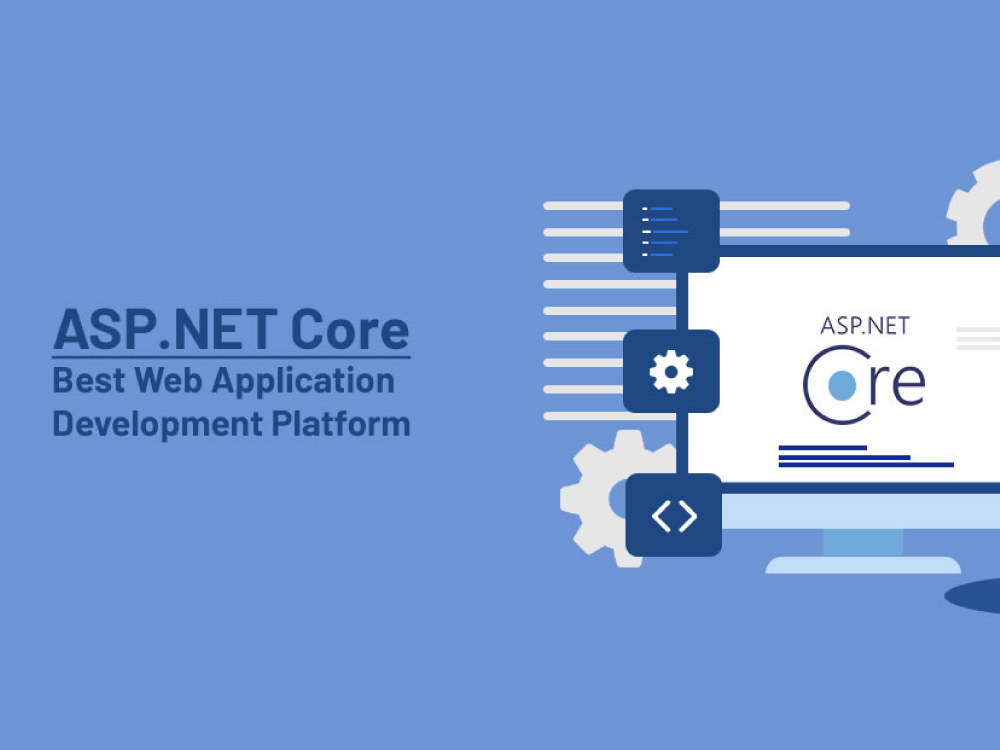 ASP.NET Core
Best Web Application
Development Platform
ASP.NET
Core